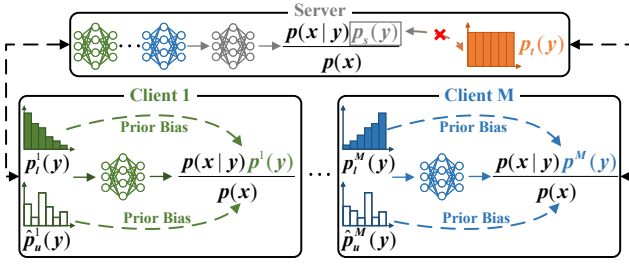 Server
p(x | y) p_s(y)
p(x)
p_t(y)
Client 1
Prior Bias
p_l^1(y)
p(x | y) p^1(y)
p(x)
Prior Bias
p̂_u^1(y)
...
Client M
Prior Bias
p_l^M(y)
p(x | y) p^M(y)
p(x)
Prior Bias
p̂_u^M(y)